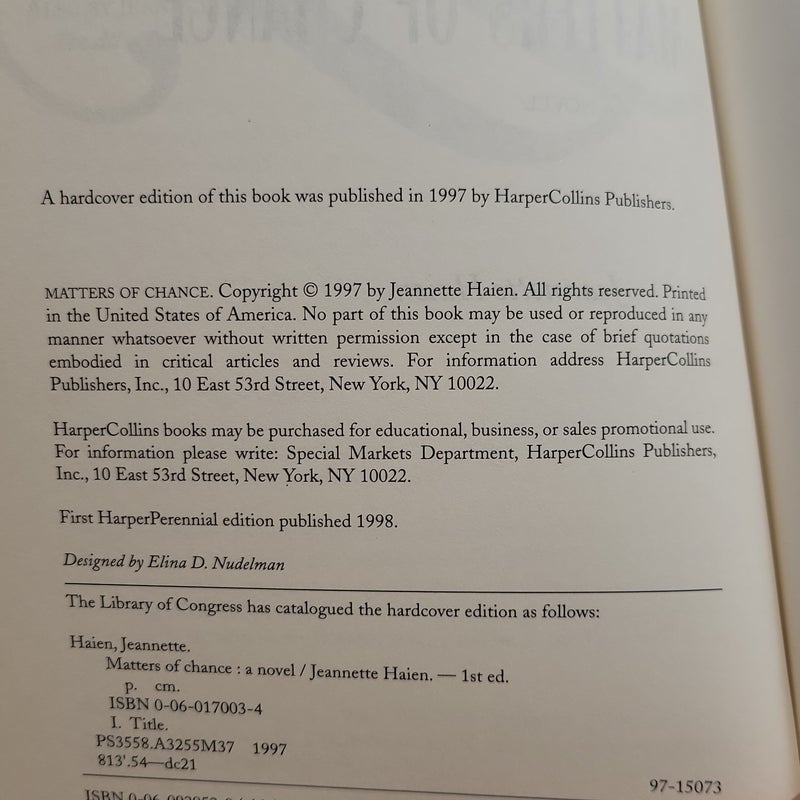 A hardcover edition of this book was published in 1997 by HarperCollins Publishers.
MATTERS OF CHANCE. Copyright © 1997 by Jeannette Haien. All rights reserved. Printed
in the United States of America. No part of this book may be used or reproduced in any
manner whatsoever without written permission except in the case of brief quotations
embodied in critical articles and reviews. For information address HarperCollins
Publishers, Inc., 10 East 53rd Street, New York, NY 10022.
HarperCollins books may be purchased for educational, business, or sales promotional use.
For information please write: Special Markets Department, HarperCollins Publishers,
Inc., 10 East 53rd Street, New York, NY 10022.
First HarperPerennial edition published 1998.
Designed by Elina D. Nudelman
The Library of Congress has catalogued the hardcover edition as follows:
Haien, Jeannette.
Matters of chance : a novel / Jeannette Haien. — 1st ed.
p. cm.
ISBN 0-06-017003-4
I. Title.
PS3558.A3255M37 1997
813'.54—dc21
97-15073
ISBN